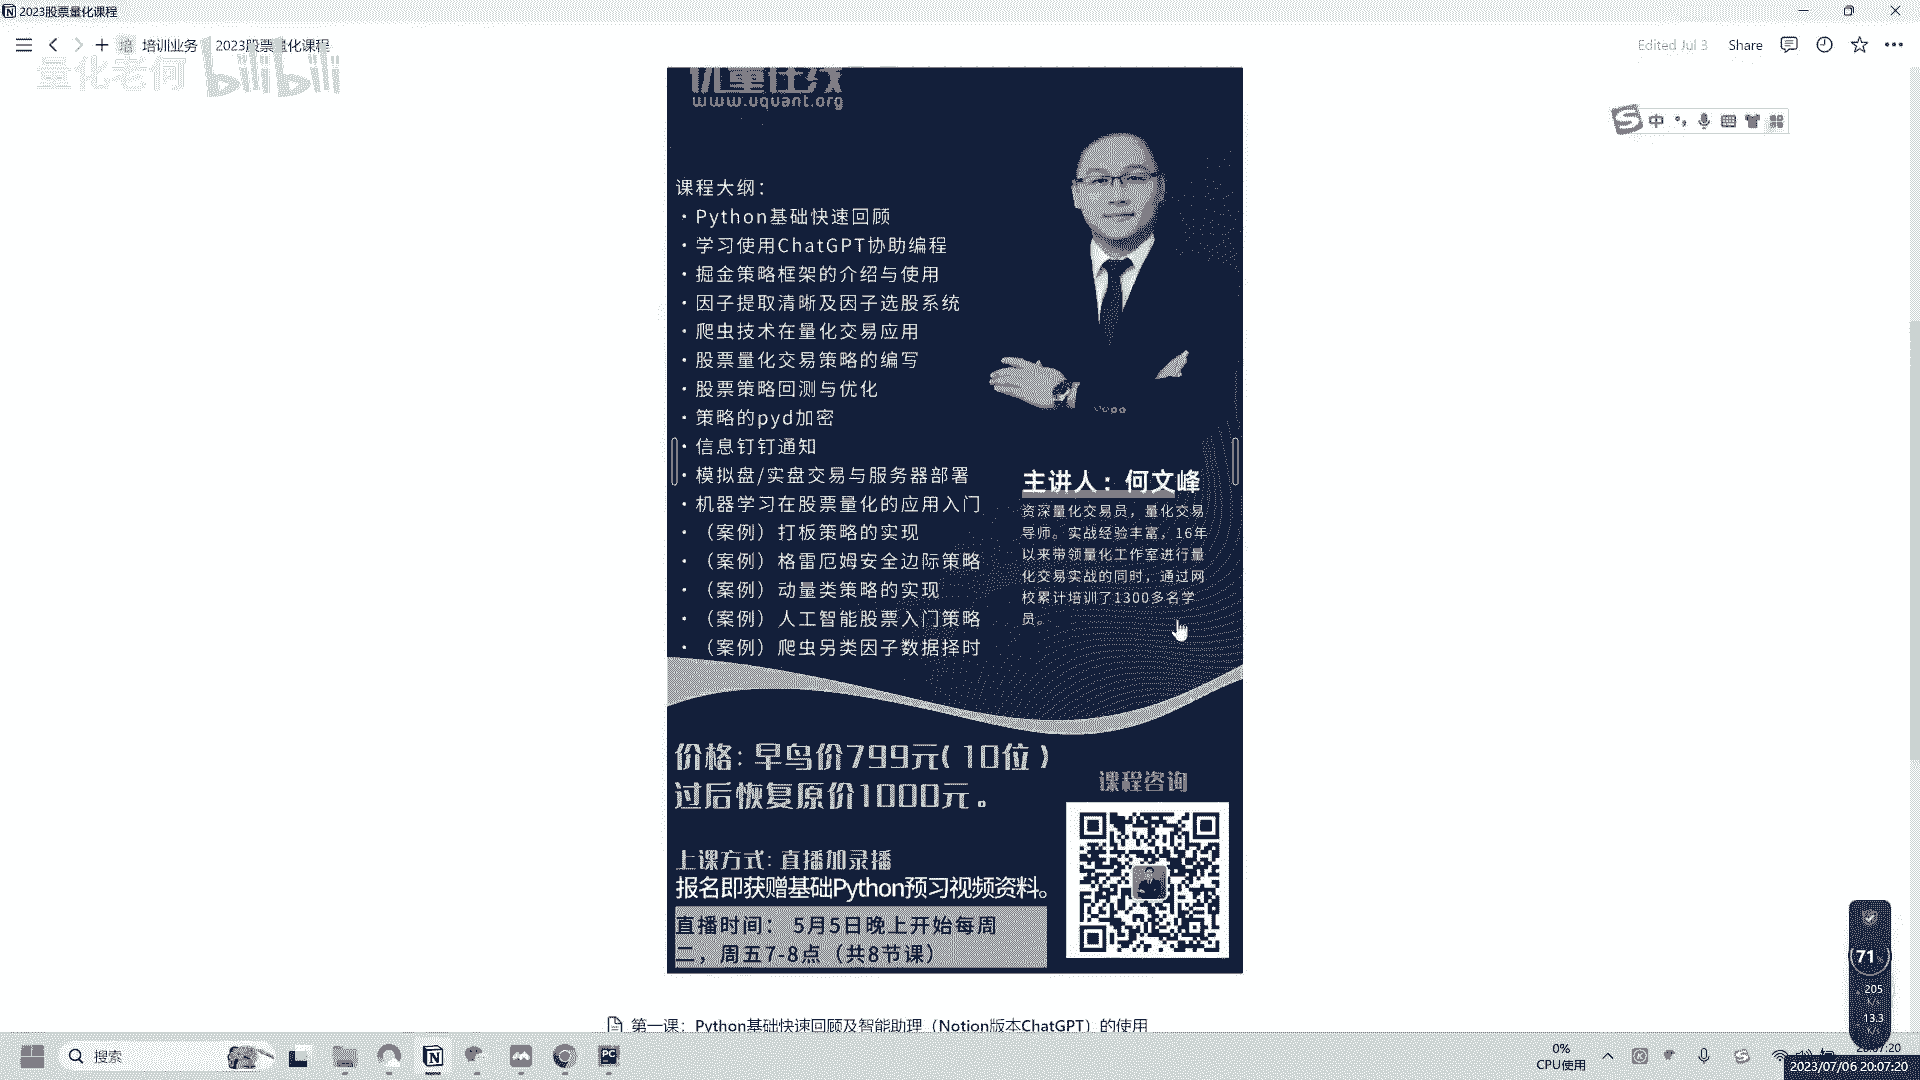 2023股票量化课程
培训业务
2023股票量化课程
Edited Jul 3
Share
量化老何
bilibili
优量在线
www.uquant.org
中
课程大纲：
·Python基础快速回顾
·学习使用ChatGPT协助编程
·掘金策略框架的介绍与使用
·因子提取清晰及因子选股系统
·爬虫技术在量化交易应用
·股票量化交易策略的编写
·股票策略回测与优化
·策略的pyd加密
·信息钉钉通知
·模拟盘/实盘交易与服务器部署
·机器学习在股票量化的应用入门
·（案例）打板策略的实现
·（案例）格雷厄姆安全边际策略
·（案例）动量类策略的实现
·（案例）人工智能股票入门策略
·（案例）爬虫另类因子数据择时
主讲人：何文峰
资深量化交易员，量化交易
导师。实战经验丰富，16年
以来带领量化工作室进行量
化交易实战的同时，通过网
校累计培训了1300多名学
员。
价格：早鸟价799元（10位）
过后恢复原价1000元。
课程咨询
上课方式：直播加录播
报名即获赠基础Python预习视频资料。
直播时间： 5月5日晚上开始每周
二，周五7-8点（共8节课）
第一课：Python基础快速回顾及智能助理（Notion版本ChatGPT）的使用
71%
205
K/s
13.3
K/s
搜索
0%
CPU使用
20:07:20
2023/07/06 20:07:20